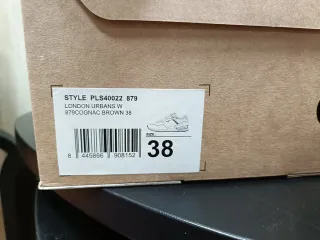 STYLE PLS40022 879
LONDON URBANS W
879COGNAC BROWN 38
SIZE:
38
8 445866 908152